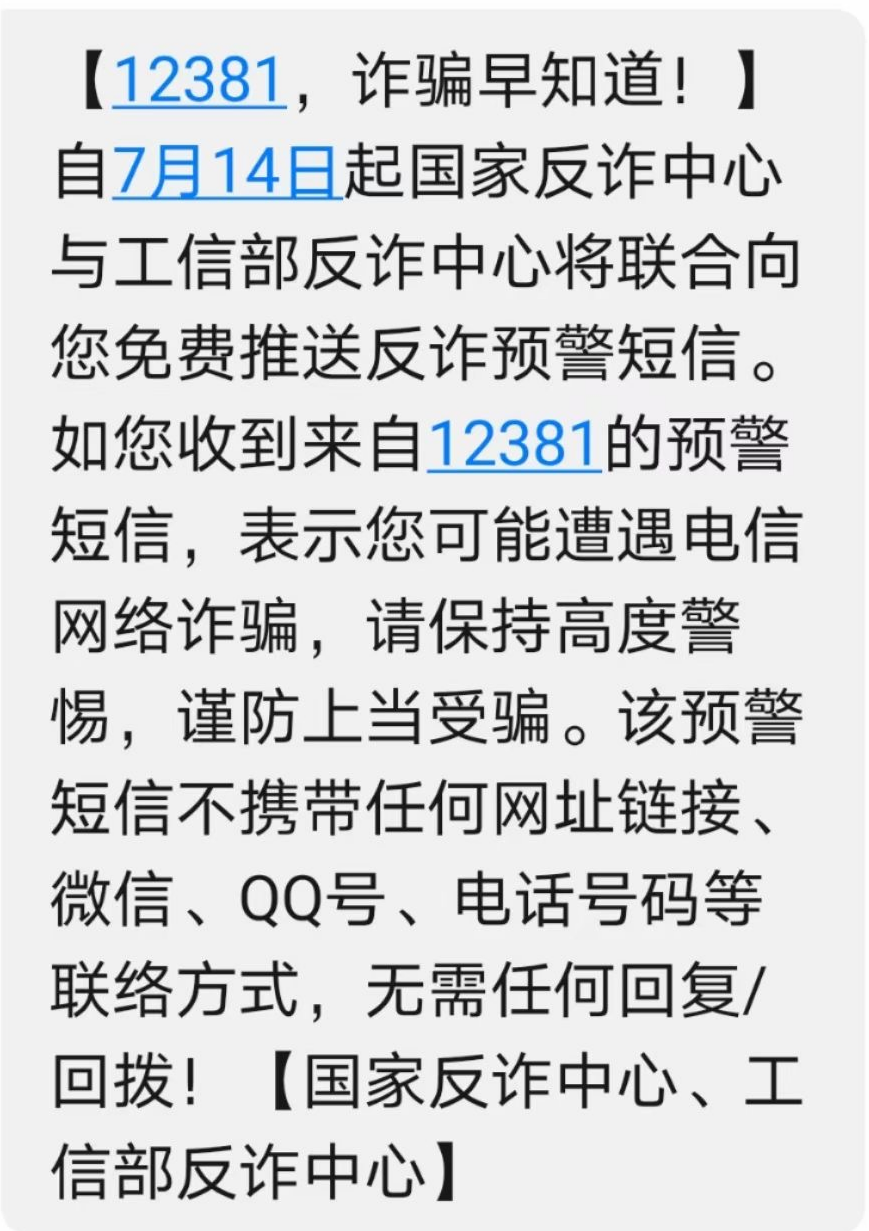 【12381，诈骗早知道！】
自7月14日起国家反诈中心
与工信部反诈中心将联合向
您免费推送反诈预警短信。
如您收到来自12381的预警
短信，表示您可能遭遇电信
网络诈骗，请保持高度警
惕，谨防上当受骗。该预警
短信不携带任何网址链接、
微信、QQ号、电话号码等
联络方式，无需任何回复/
回拨！【国家反诈中心、工
信部反诈中心】